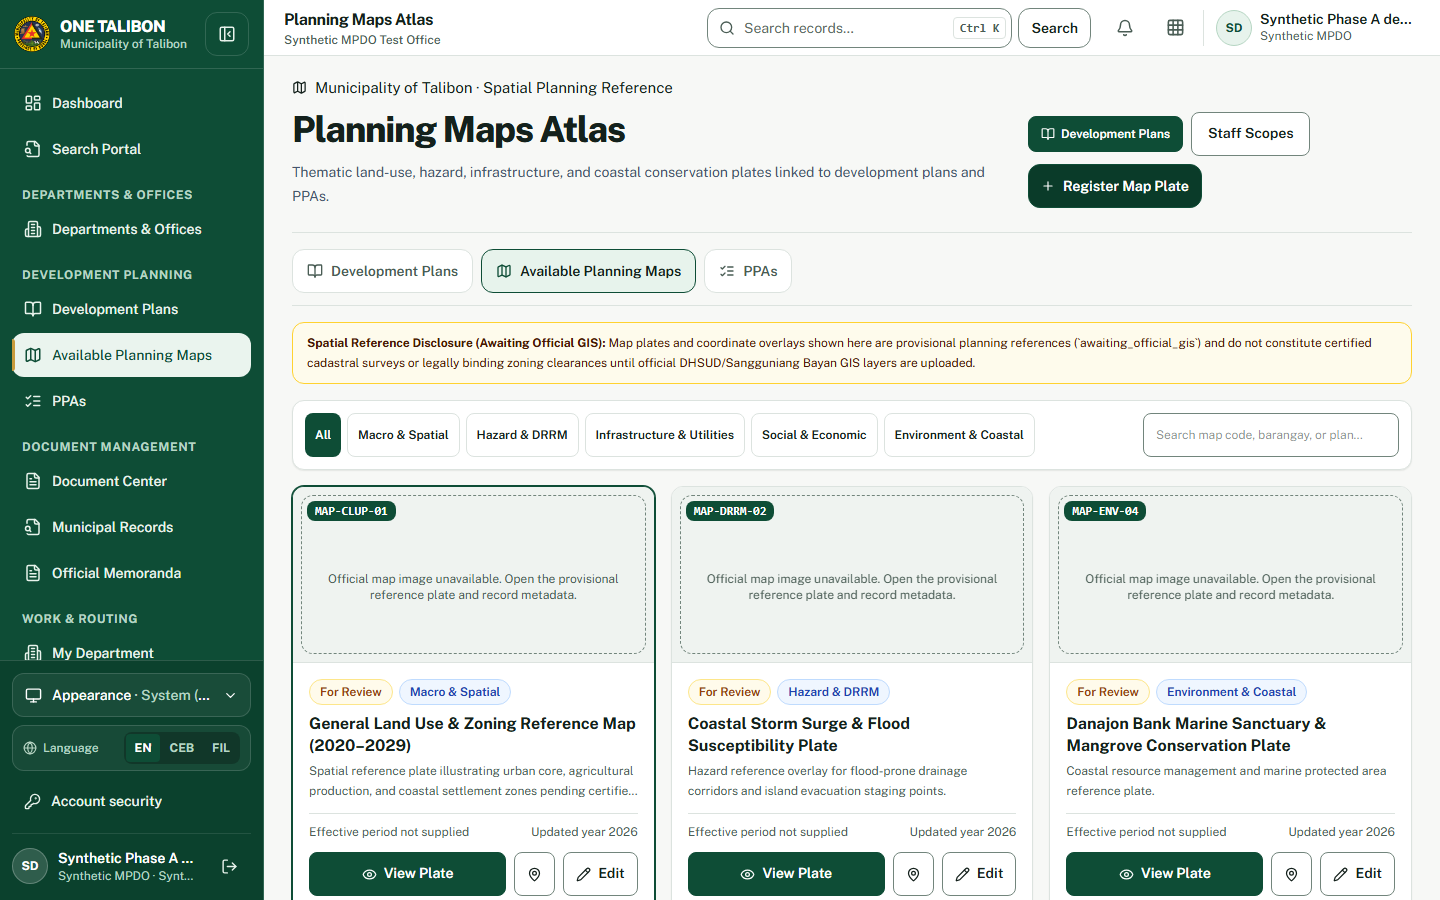 ONE TALIBON
Municipality of Talibon
Dashboard
Search Portal
DEPARTMENTS & OFFICES
Departments & Offices
DEVELOPMENT PLANNING
Development Plans
Available Planning Maps
PPAs
DOCUMENT MANAGEMENT
Document Center
Municipal Records
Official Memoranda
WORK & ROUTING
My Department
Appearance · System (...
Language EN CEB FIL
Account security
SD Synthetic Phase A ...
Synthetic MPDO · Synt...
Planning Maps Atlas
Synthetic MPDO Test Office
Search records... Ctrl K Search
SD Synthetic Phase A de...
Synthetic MPDO
Municipality of Talibon · Spatial Planning Reference
Planning Maps Atlas
Thematic land-use, hazard, infrastructure, and coastal conservation plates linked to development plans and
PPAs.
Development Plans Staff Scopes
+ Register Map Plate
Development Plans Available Planning Maps PPAs
Spatial Reference Disclosure (Awaiting Official GIS): Map plates and coordinate overlays shown here are provisional planning references (`awaiting_official_gis`) and do not constitute certified
cadastral surveys or legally binding zoning clearances until official DHSUD/Sangguniang Bayan GIS layers are uploaded.
All Macro & Spatial Hazard & DRRM Infrastructure & Utilities Social & Economic Environment & Coastal Search map code, barangay, or plan...
MAP-CLUP-01
Official map image unavailable. Open the provisional
reference plate and record metadata.
For Review Macro & Spatial
General Land Use & Zoning Reference Map
(2020–2029)
Spatial reference plate illustrating urban core, agricultural
production, and coastal settlement zones pending certifie...
Effective period not supplied Updated year 2026
View Plate Edit
MAP-DRRM-02
Official map image unavailable. Open the provisional
reference plate and record metadata.
For Review Hazard & DRRM
Coastal Storm Surge & Flood
Susceptibility Plate
Hazard reference overlay for flood-prone drainage
corridors and island evacuation staging points.
Effective period not supplied Updated year 2026
View Plate Edit
MAP-ENV-04
Official map image unavailable. Open the provisional
reference plate and record metadata.
For Review Environment & Coastal
Danajon Bank Marine Sanctuary &
Mangrove Conservation Plate
Coastal resource management and marine protected area
reference plate.
Effective period not supplied Updated year 2026
View Plate Edit